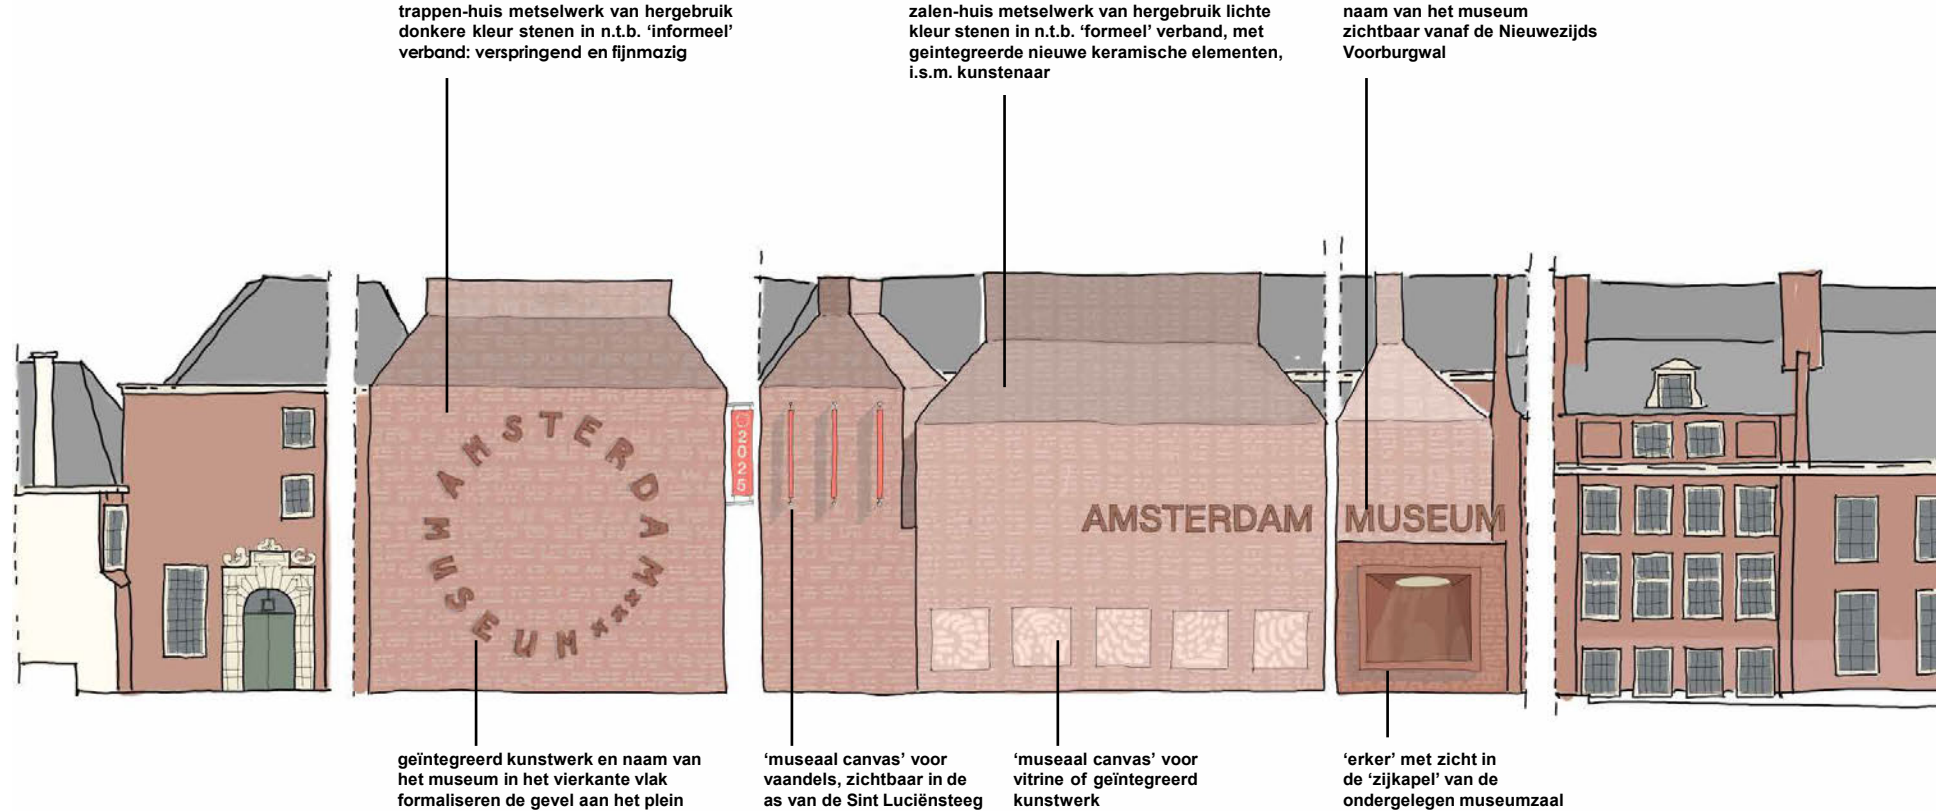 trappen-huis metselwerk van hergebruik
donkere kleur stenen in n.t.b. ‘informeel’
verband: verspringend en fijnmazig
zalen-huis metselwerk van hergebruik lichte
kleur stenen in n.t.b. ‘formeel’ verband, met
geintegreerde nieuwe keramische elementen,
i.s.m. kunstenaar
naam van het museum
zichtbaar vanaf de Nieuwezijds
Voorburgwal
AMSTERDAM
MUSEUM
2025
AMSTERDAM MUSEUM
geïntegreerd kunstwerk en naam van
het museum in het vierkante vlak
formaliseren de gevel aan het plein
‘museaal canvas’ voor
vaandels, zichtbaar in de
as van de Sint Luciënsteeg
‘museaal canvas’ voor
vitrine of geïntegreerd
kunstwerk
‘erker’ met zicht in
de ‘zijkapel’ van de
ondergelegen museumzaal